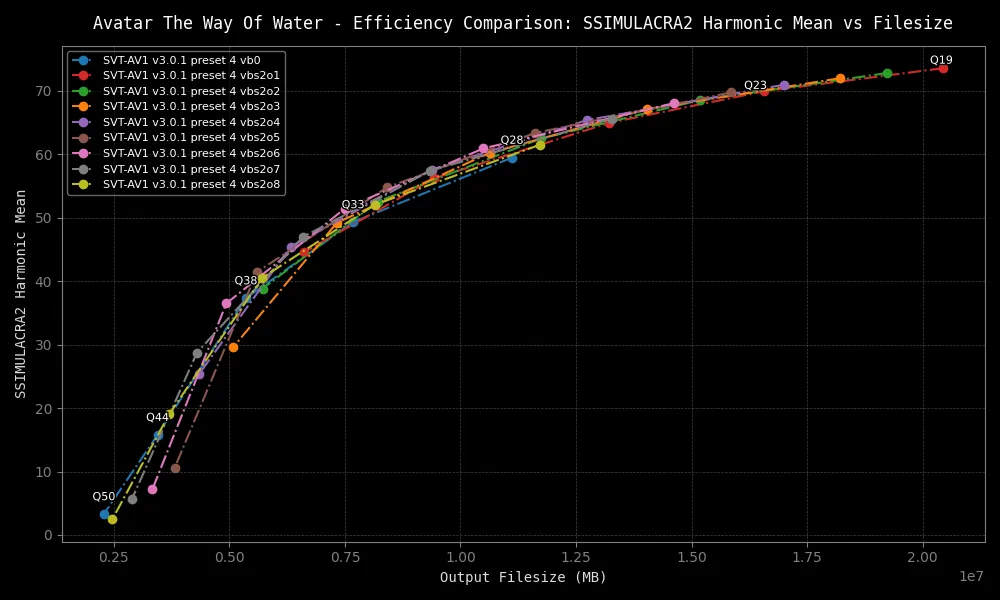 Avatar The Way Of Water - Efficiency Comparison: SSIMULACRA2 Harmonic Mean vs Filesize
SVT-AV1 v3.0.1 preset 4 vb0
SVT-AV1 v3.0.1 preset 4 vbs2o1
SVT-AV1 v3.0.1 preset 4 vbs2o2
SVT-AV1 v3.0.1 preset 4 vbs2o3
SVT-AV1 v3.0.1 preset 4 vbs2o4
SVT-AV1 v3.0.1 preset 4 vbs2o5
SVT-AV1 v3.0.1 preset 4 vbs2o6
SVT-AV1 v3.0.1 preset 4 vbs2o7
SVT-AV1 v3.0.1 preset 4 vbs2o8
Q19
Q23
Q28
Q33
Q38
Q44
Q50
SSIMULACRA2 Harmonic Mean
70
60
50
40
30
20
10
0
0.25
0.50
0.75
1.00
1.25
1.50
1.75
2.00
1e7
Output Filesize (MB)